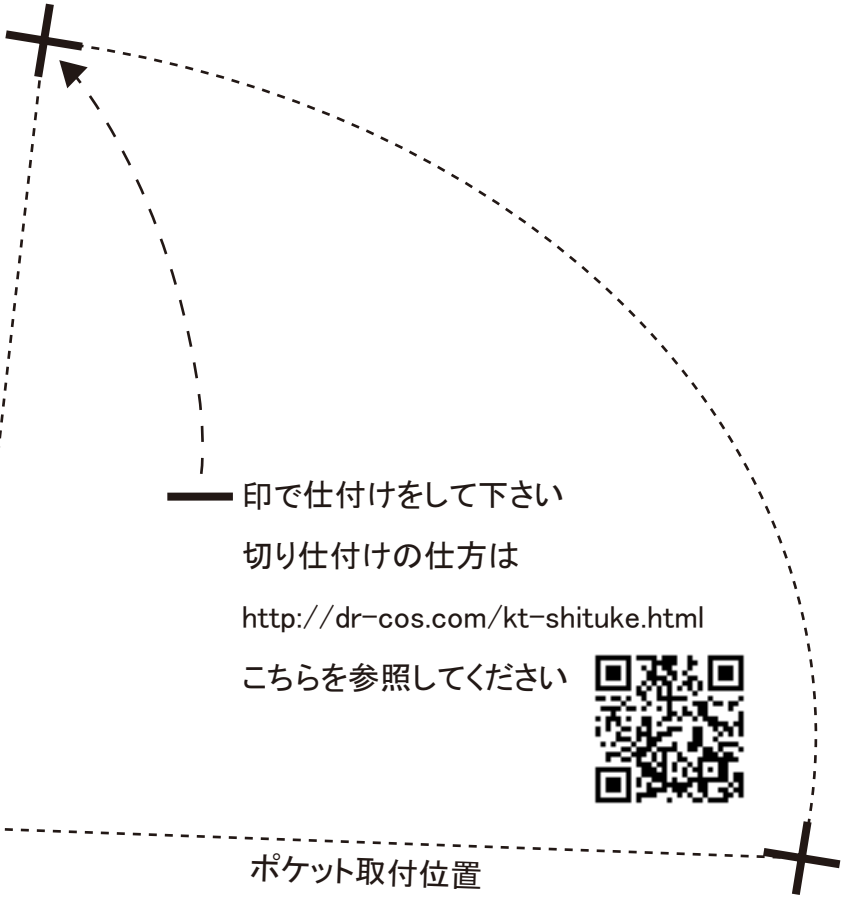 印で仕付けをして下さい
切り仕付けの仕方は
http://dr-cos.com/kt-shituke.html
こちらを参照してください
ポケット取付位置